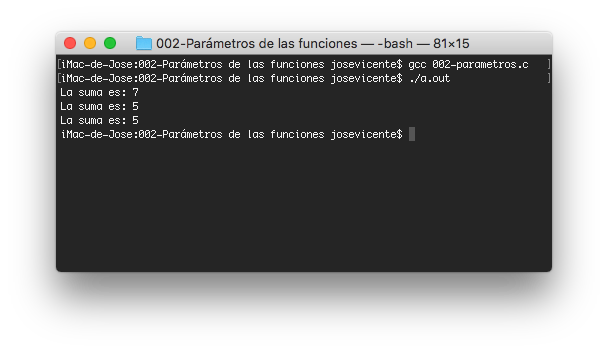 002-Parámetros de las funciones — -bash — 81×15
[iMac-de-Jose:002-Parámetros de las funciones josevicente$ gcc 002-parametros.c ]
[iMac-de-Jose:002-Parámetros de las funciones josevicente$ ./a.out ]
La suma es: 7
La suma es: 5
La suma es: 5
iMac-de-Jose:002-Parámetros de las funciones josevicente$